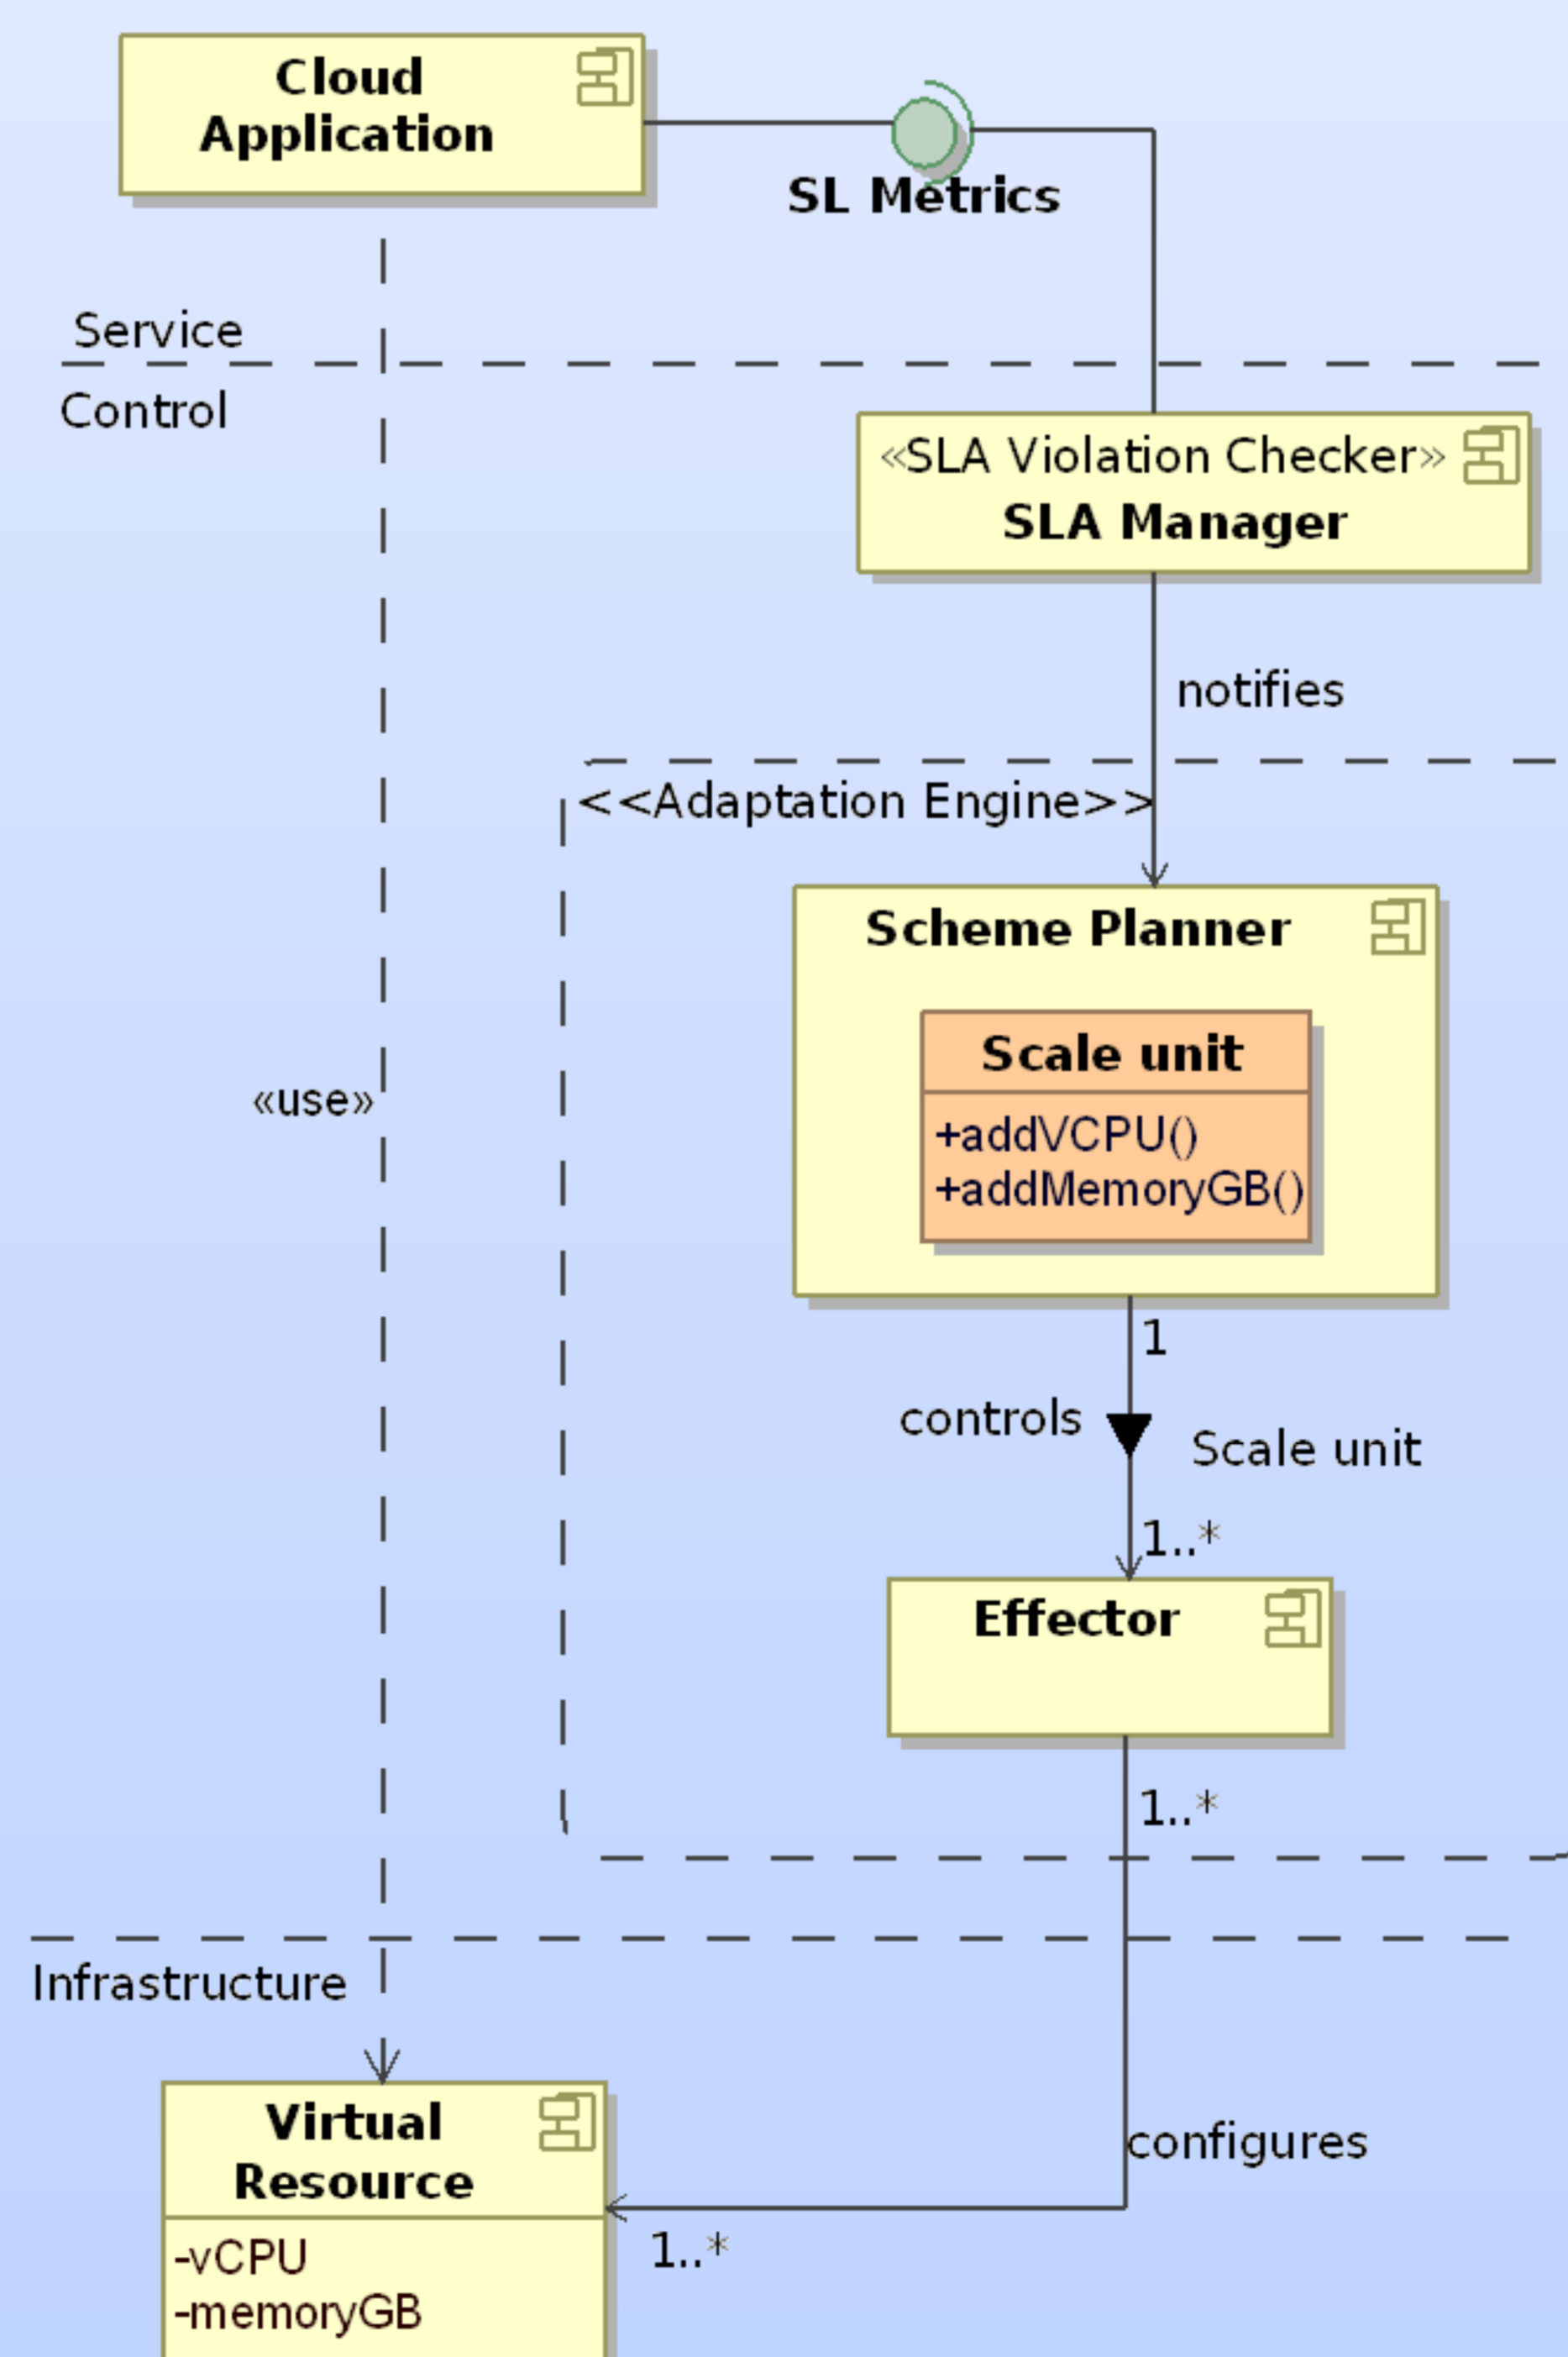 Cloud
Application
SL Metrics
Service
Control
«SLA Violation Checker»
SLA Manager
notifies
<<Adaptation Engine>>
Scheme Planner
Scale unit
+addVCPU()
+addMemoryGB()
«use»
1
controls
Scale unit
1..*
Effector
1..*
Infrastructure
Virtual
Resource
configures
1..*
-vCPU
-memoryGB